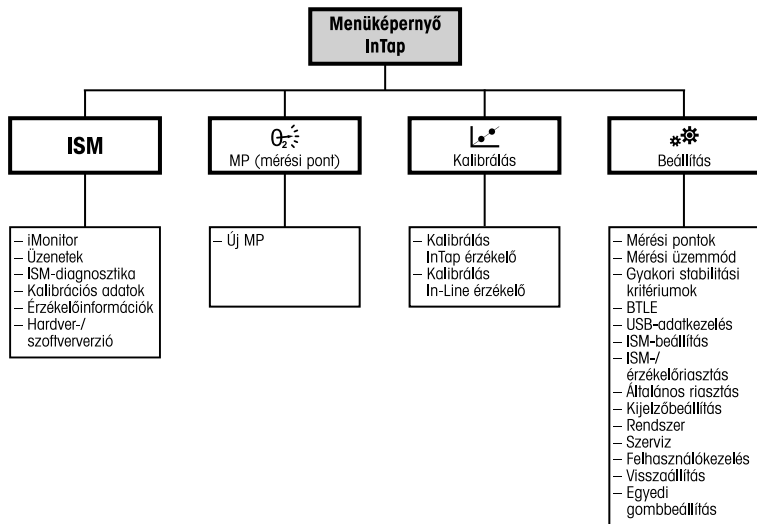 Menüképernyő
InTap
ISM
O₂
MP (mérési pont)
Kalibrálás
Beállítás
– iMonitor
– Üzenetek
– ISM-diagnosztika
– Kalibrációs adatok
– Érzékelőinformációk
– Hardver-/
szoftververzió
– Új MP
– Kalibrálás
InTap érzékelő
– Kalibrálás
In-Line érzékelő
– Mérési pontok
– Mérési üzemmód
– Gyakori stabilitási
kritériumok
– BTLE
– USB-adatkezelés
– ISM-beállítás
– ISM-/
érzékelőriasztás
– Általános riasztás
– Kijelzőbeállítás
– Rendszer
– Szerviz
– Felhasználókezelés
– Visszaállítás
– Egyedi
gombbeállítás